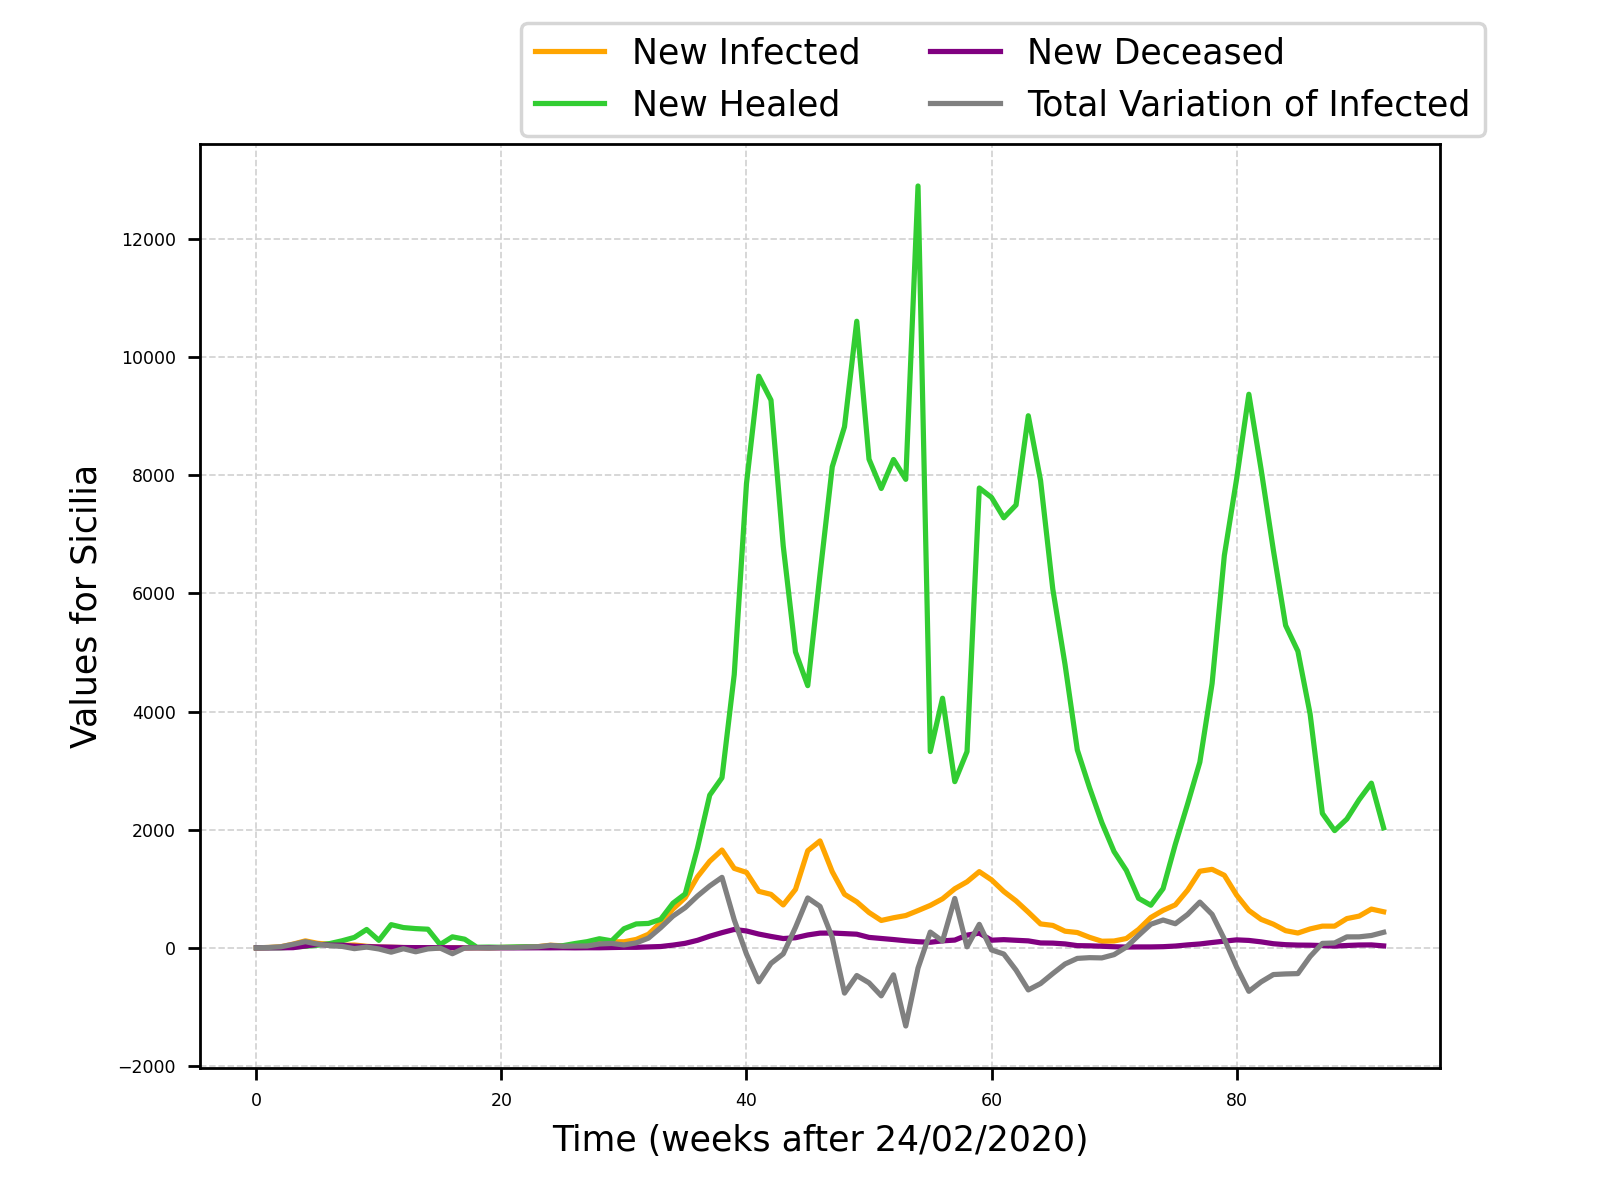 New Infected
New Healed
New Deceased
Total Variation of Infected
12000
10000
8000
6000
4000
2000
0
−2000
Values for Sicilia
0 20 40 60 80
Time (weeks after 24/02/2020)